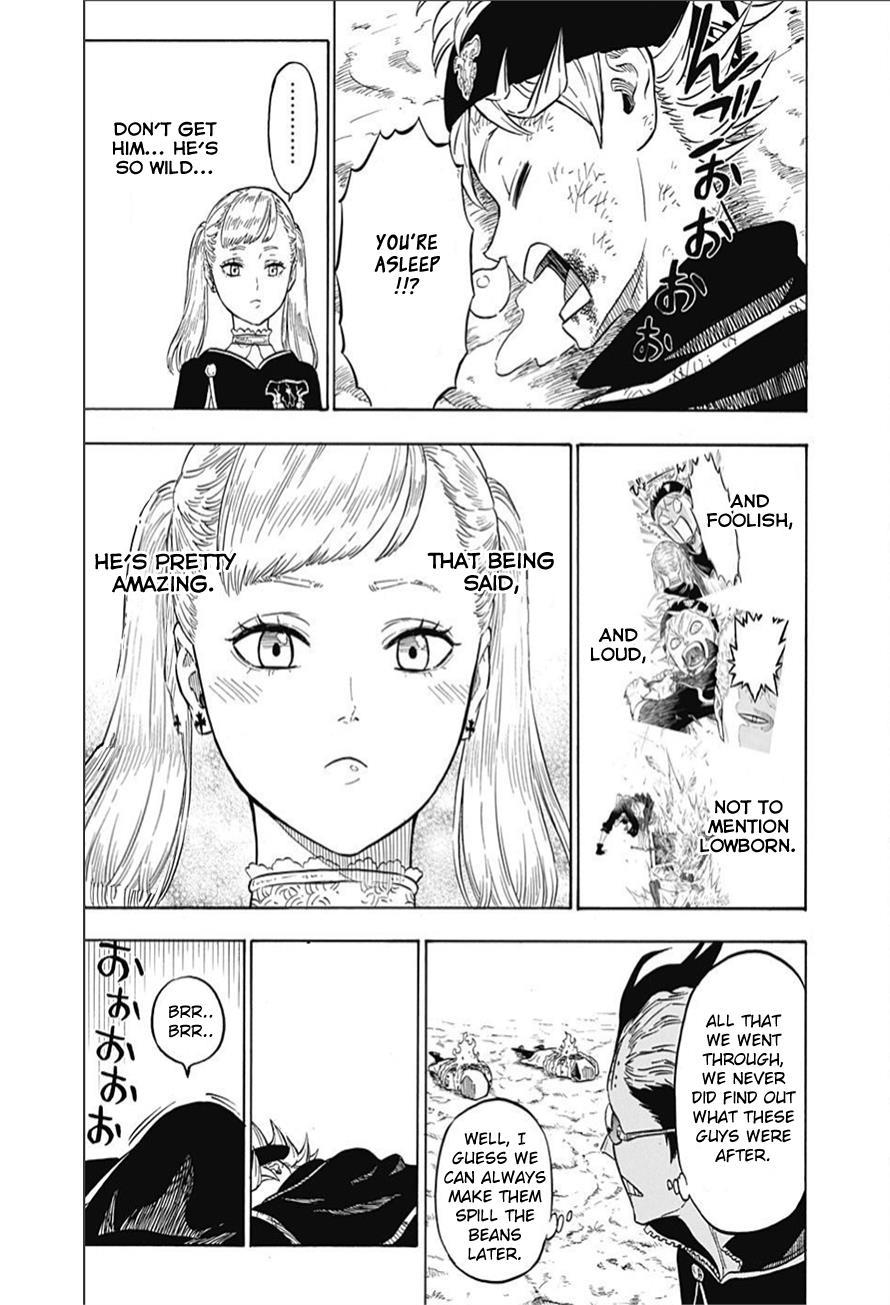 んごおおおおお
YOU'RE
ASLEEP
!!?
..........
DON'T GET
HIM... HE'S
SO WILD...
AND
FOOLISH,
AND
LOUD,
NOT TO
MENTION
LOWBORN.
THAT BEING
SAID,
HE'S PRETTY
AMAZING.
ALL THAT
WE WENT
THROUGH,
WE NEVER
DID FIND OUT
WHAT THESE
GUYS WERE
AFTER.
WELL, I
GUESS WE
CAN ALWAYS
MAKE THEM
SPILL THE
BEANS
LATER.
BRR..
BRR..
おおおおお